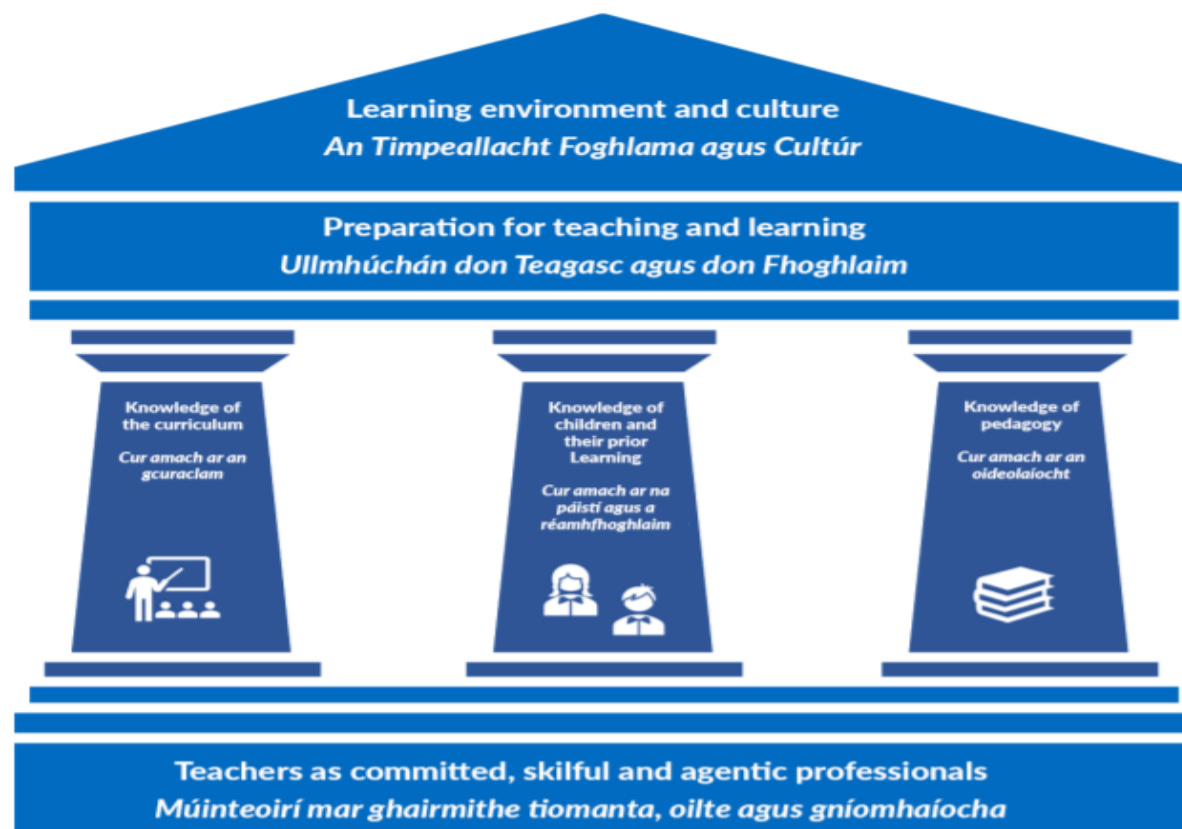 Learning environment and culture
An Timpeallacht Foghlama agus Cultúr
Preparation for teaching and learning
Ullmhúchán don Teagasc agus don Fhoghlaim
Knowledge of
the curriculum
Cur amach ar an
gcuraclam
Knowledge of
children and
their prior
Learning
Cur amach ar na
páistí agus a
réamhfhoghlaim
Knowledge of
pedagogy
Cur amach ar an
oideolaíocht
Teachers as committed, skilful and agentic professionals
Múinteoirí mar ghairmithe tiomanta, oilte agus gníomhaíocha